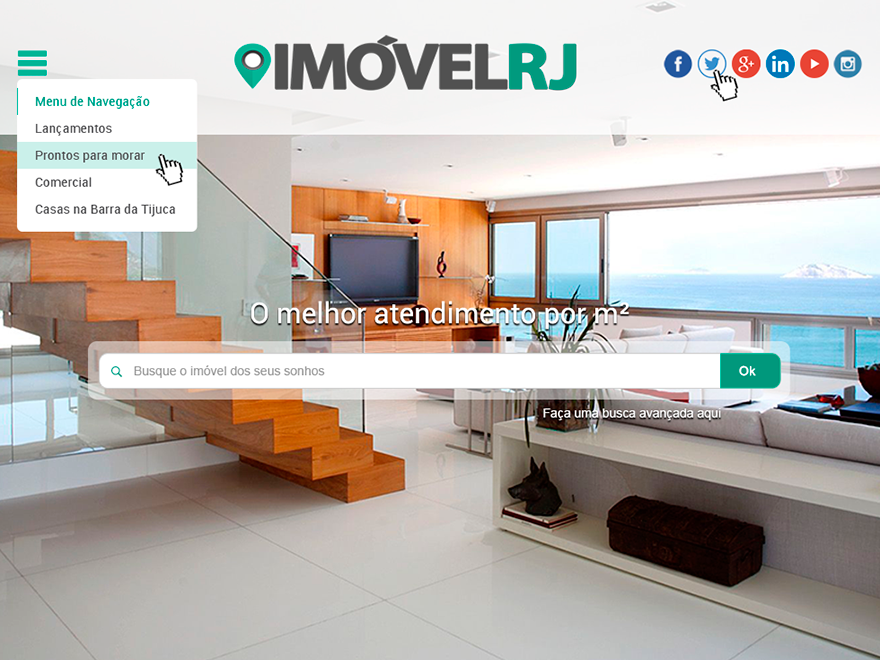 IMÓVELRJ
f
g+
in
Menu de Navegação
Lançamentos
Prontos para morar
Comercial
Casas na Barra da Tijuca
O melhor atendimento por m²
Busque o imóvel dos seus sonhos
Ok
Faça uma busca avançada aqui